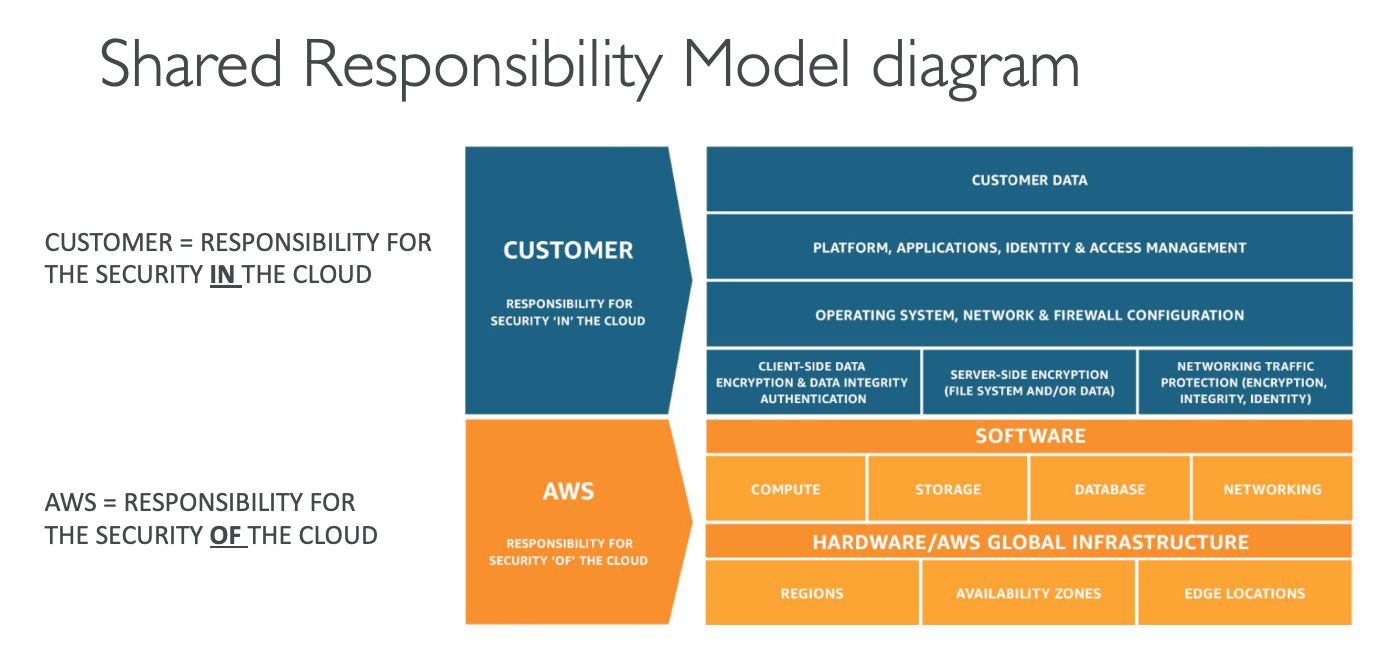 Shared Responsibility Model diagram
CUSTOMER = RESPONSIBILITY FOR
THE SECURITY IN THE CLOUD
CUSTOMER
RESPONSIBILITY FOR
SECURITY ‘IN’ THE CLOUD
CUSTOMER DATA
PLATFORM, APPLICATIONS, IDENTITY & ACCESS MANAGEMENT
OPERATING SYSTEM, NETWORK & FIREWALL CONFIGURATION
CLIENT-SIDE DATA
ENCRYPTION & DATA INTEGRITY
AUTHENTICATION
SERVER-SIDE ENCRYPTION
(FILE SYSTEM AND/OR DATA)
NETWORKING TRAFFIC
PROTECTION (ENCRYPTION,
INTEGRITY, IDENTITY)
AWS = RESPONSIBILITY FOR
THE SECURITY OF THE CLOUD
AWS
RESPONSIBILITY FOR
SECURITY ‘OF’ THE CLOUD
SOFTWARE
COMPUTE
STORAGE
DATABASE
NETWORKING
HARDWARE/AWS GLOBAL INFRASTRUCTURE
REGIONS
AVAILABILITY ZONES
EDGE LOCATIONS